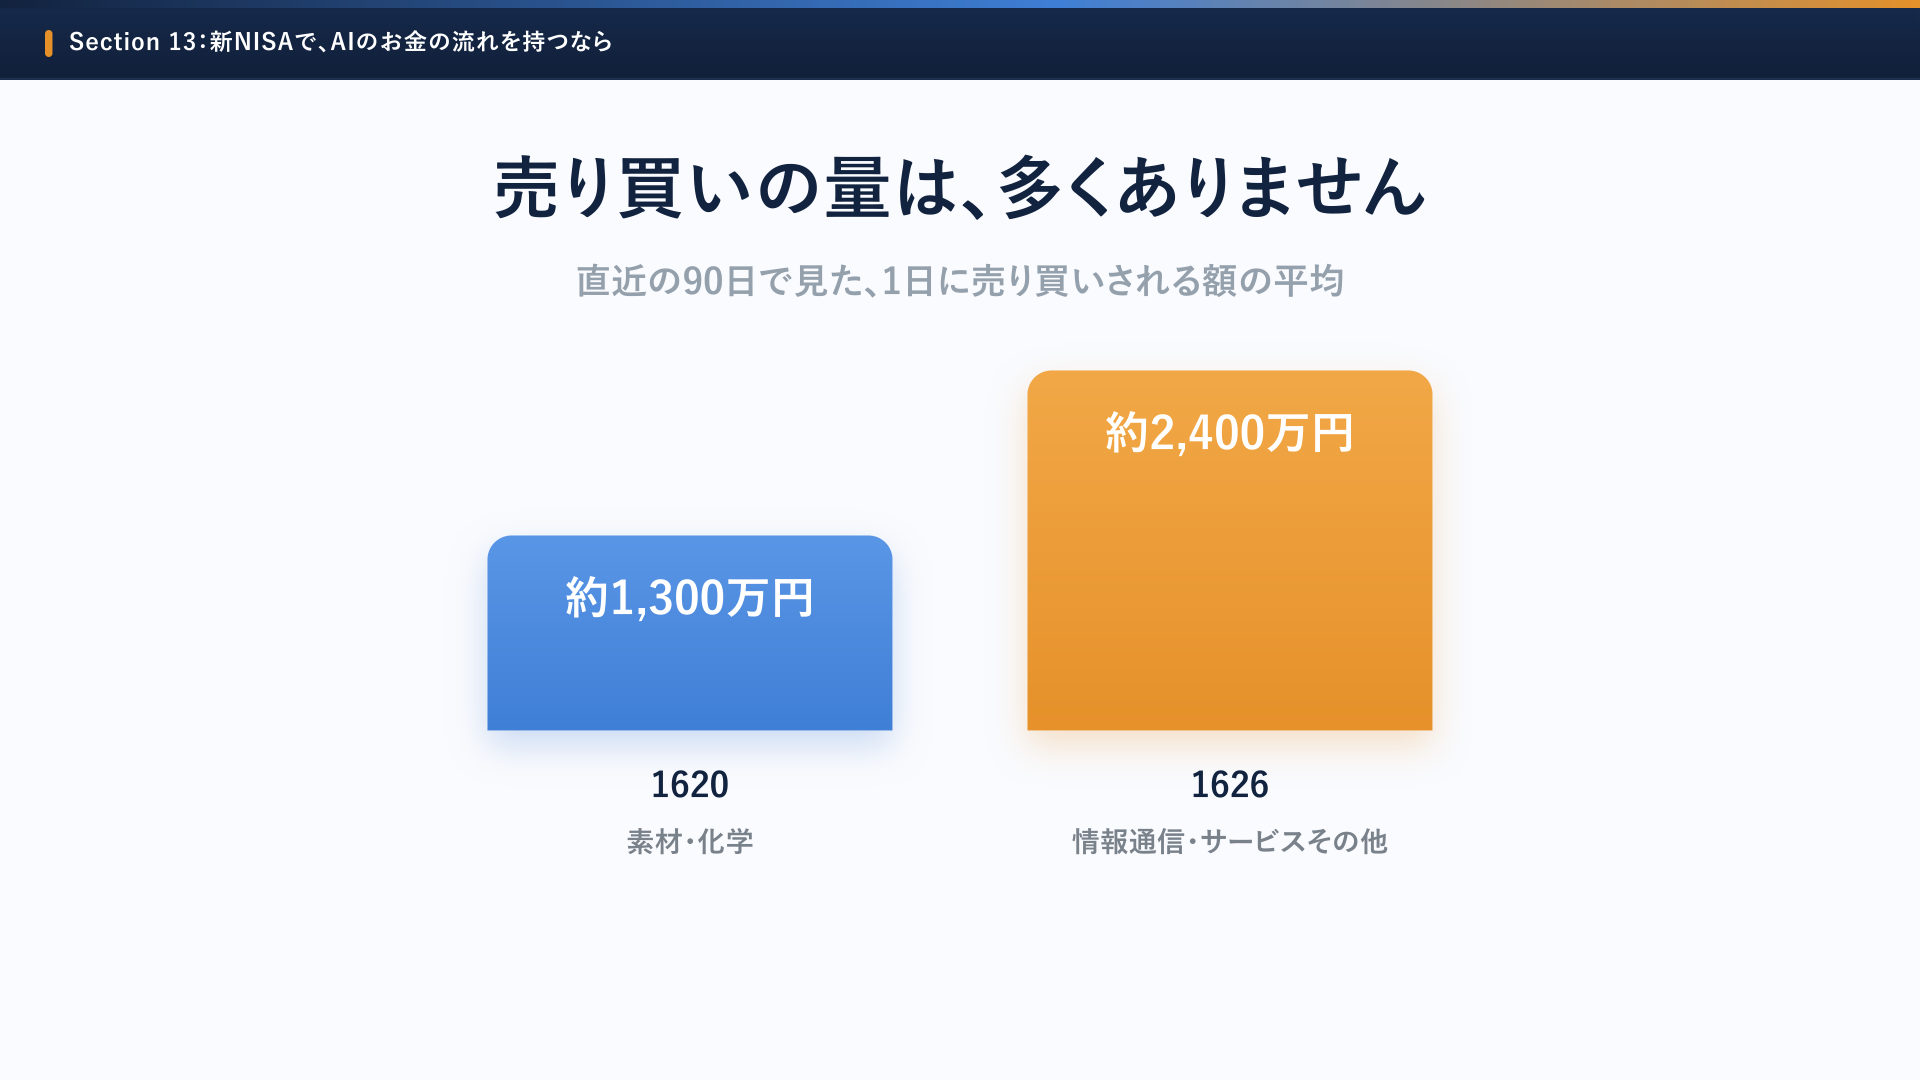 Section 13：新NISAで、AIのお金の流れを持つなら
売り買いの量は、多くありません
直近の90日で見た、1日に売り買いされる額の平均
約2,400万円
約1,300万円
1620
1626
素材・化学
情報通信・サービスその他